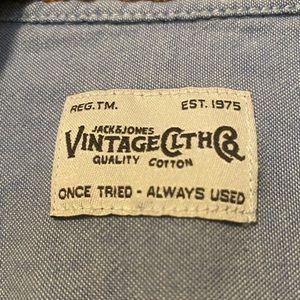 REG.TM. EST. 1975
JACK&JONES
VINTAGE CLTH Co.
QUALITY COTTON
ONCE TRIED - ALWAYS USED